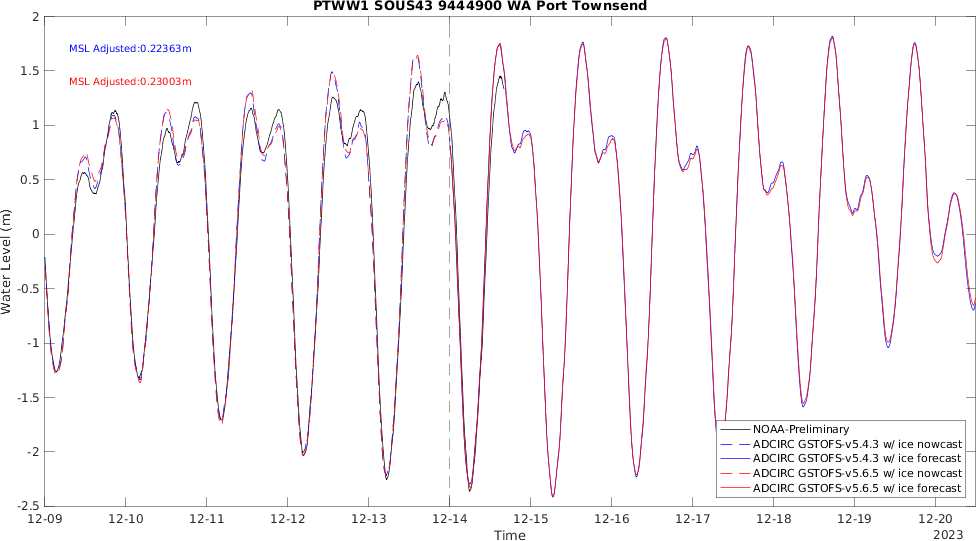 PTWW1 SOUS43 9444900 WA Port Townsend
MSL Adjusted:0.22363m
MSL Adjusted:0.23003m
Water Level (m)
2
1.5
1
0.5
0
-0.5
-1
-1.5
-2
-2.5
NOAA-Preliminary
ADCIRC GSTOFS-v5.4.3 w/ ice nowcast
ADCIRC GSTOFS-v5.4.3 w/ ice forecast
ADCIRC GSTOFS-v5.6.5 w/ ice nowcast
ADCIRC GSTOFS-v5.6.5 w/ ice forecast
12-09 12-10 12-11 12-12 12-13 12-14 12-15 12-16 12-17 12-18 12-19 12-20
2023
Time